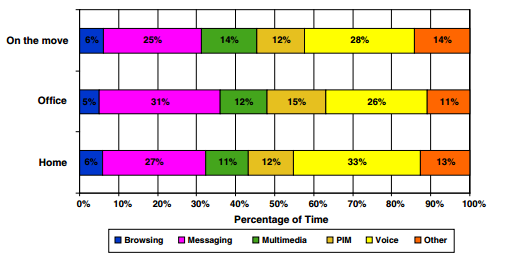 On the move 6% 25% 14% 12% 28% 14%
Office 5% 31% 12% 15% 26% 11%
Home 6% 27% 11% 12% 33% 13%
0% 10% 20% 30% 40% 50% 60% 70% 80% 90% 100%
Percentage of Time
Browsing Messaging Multimedia PIM Voice Other